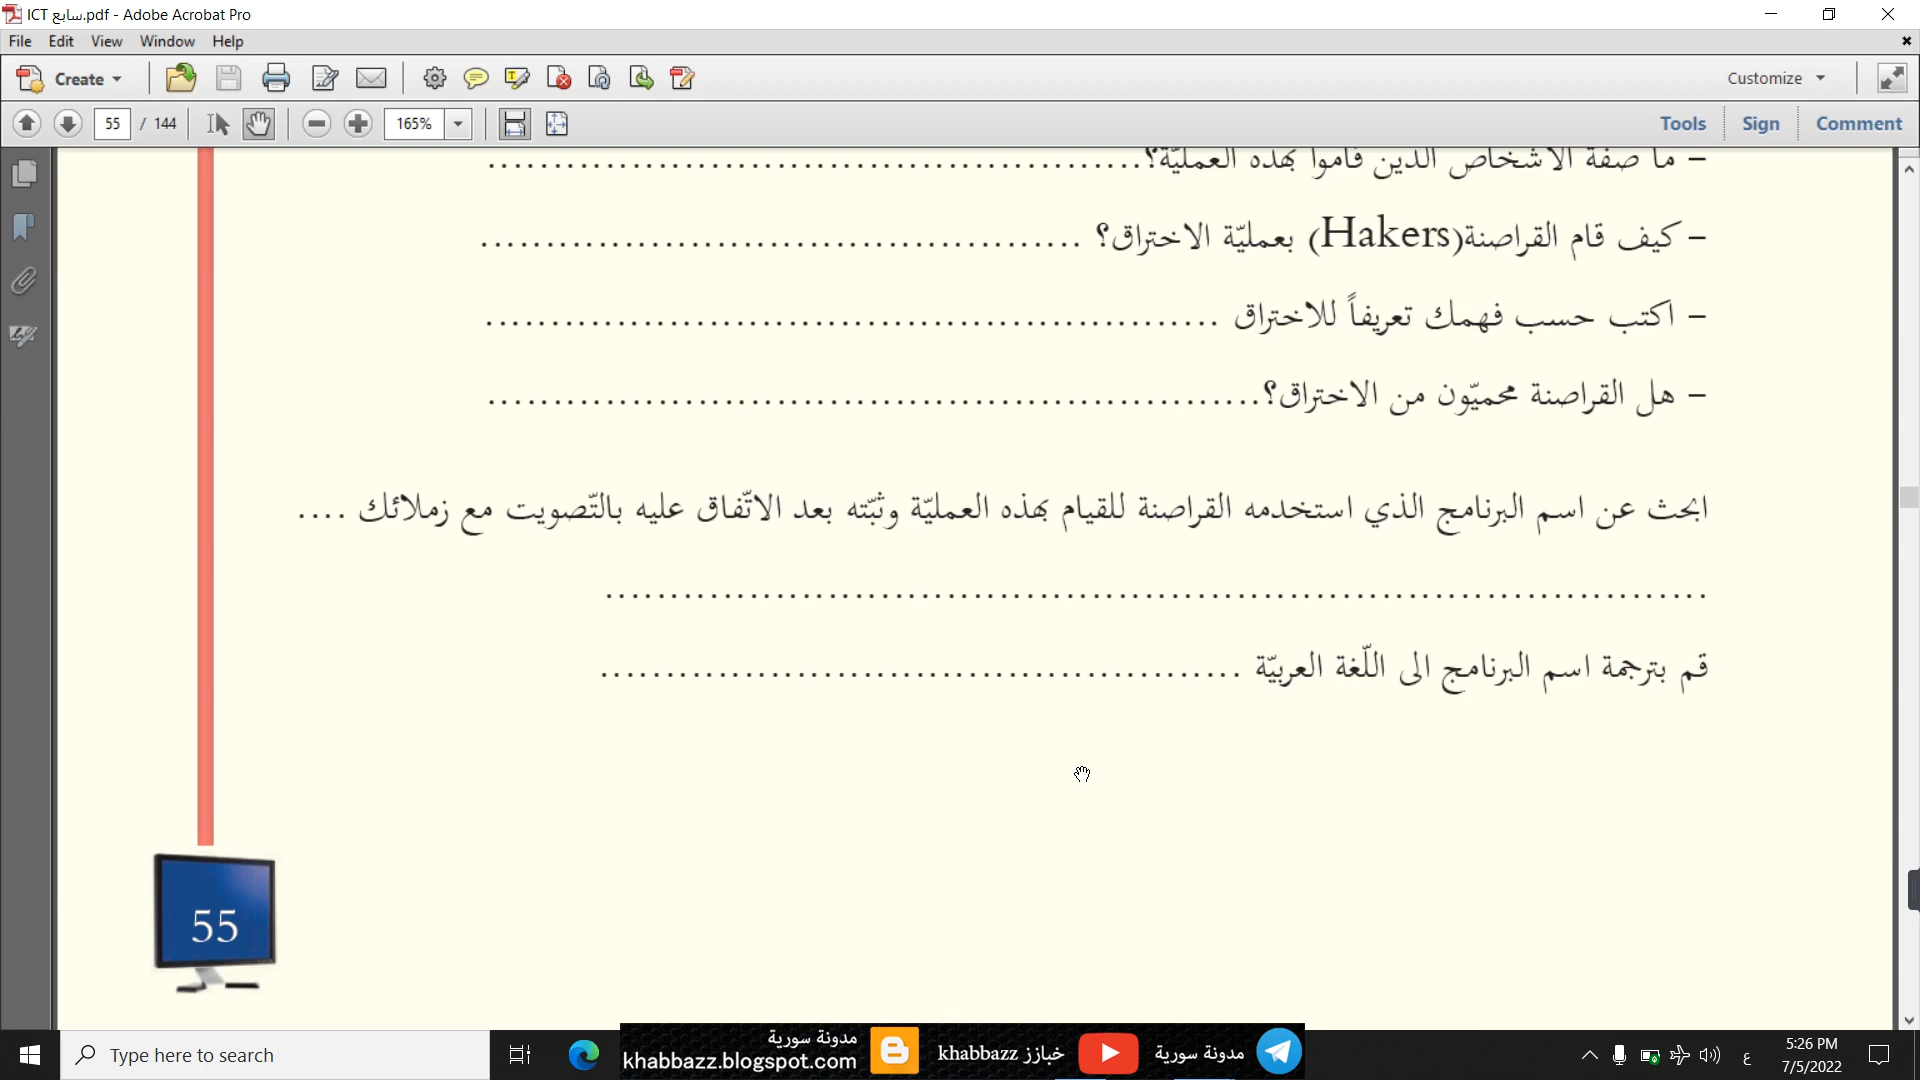 ICT سابع.pdf - Adobe Acrobat Pro
File Edit View Window Help
Create
Customize
55 / 144
165%
Tools Sign Comment
– ما صفة الأشخاص الذين قاموا بهذه العمليّة؟..................................................
– كيف قام القراصنة(Hakers) بعمليّة الاختراق؟ ...............................................
– اكتب حسب فهمك تعريفاً للاختراق .........................................................
– هل القراصنة محميّون من الاختراق؟............................................................
ابحث عن اسم البرنامج الذي استخدمه القراصنة للقيام بهذه العمليّة وثبّته بعد الاتّفاق عليه بالتّصويت مع زملائك ....
......................................................................................
قم بترجمة اسم البرنامج الى اللّغة العربيّة ..................................................
55
Type here to search
مدونة سورية
khabbazz.blogspot.com
خبازز khabbazz
مدونة سورية
ع
5:26 PM
7/5/2022